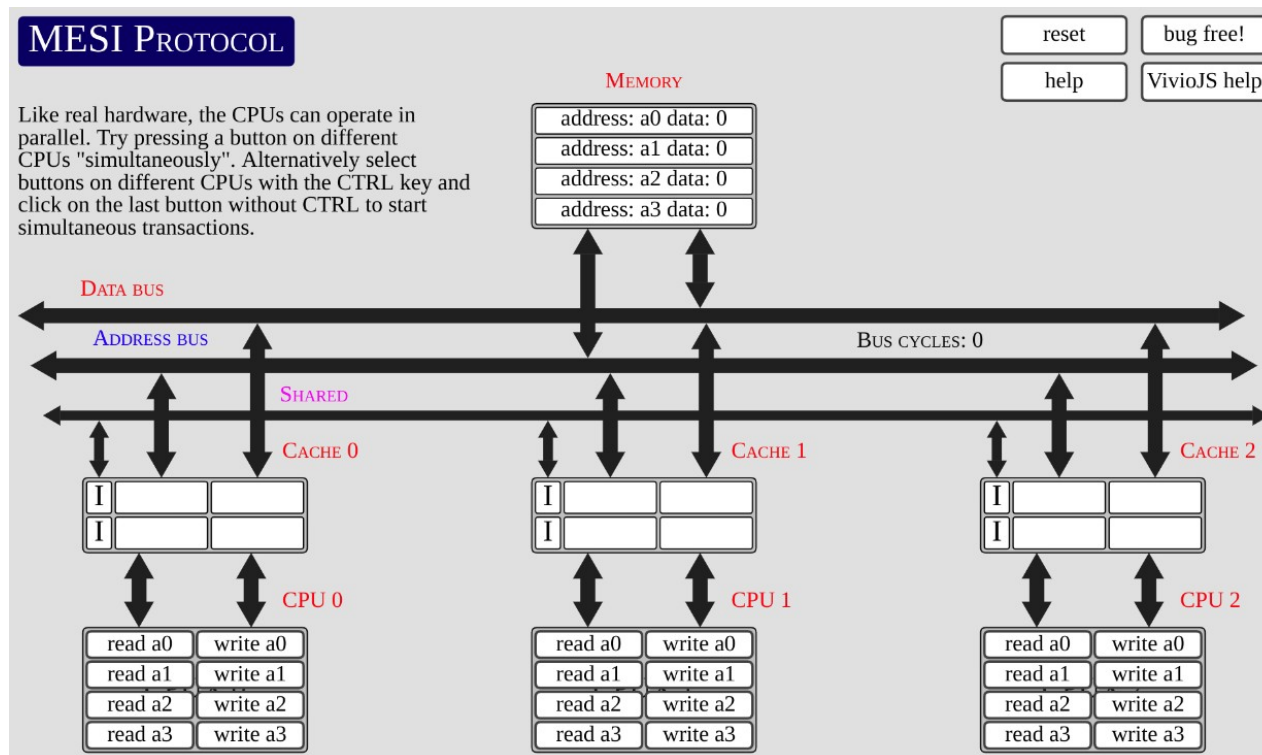 MESI Protocol
reset
bug free!
help
VivioJS help
Like real hardware, the CPUs can operate in
parallel. Try pressing a button on different
CPUs "simultaneously". Alternatively select
buttons on different CPUs with the CTRL key and
click on the last button without CTRL to start
simultaneous transactions.
Memory
address: a0 data: 0
address: a1 data: 0
address: a2 data: 0
address: a3 data: 0
Data bus
Address bus
Bus cycles: 0
Shared
Cache 0
Cache 1
Cache 2
I
I
I
I
I
I
CPU 0
CPU 1
CPU 2
read a0 write a0
read a1 write a1
read a2 write a2
read a3 write a3
read a0 write a0
read a1 write a1
read a2 write a2
read a3 write a3
read a0 write a0
read a1 write a1
read a2 write a2
read a3 write a3